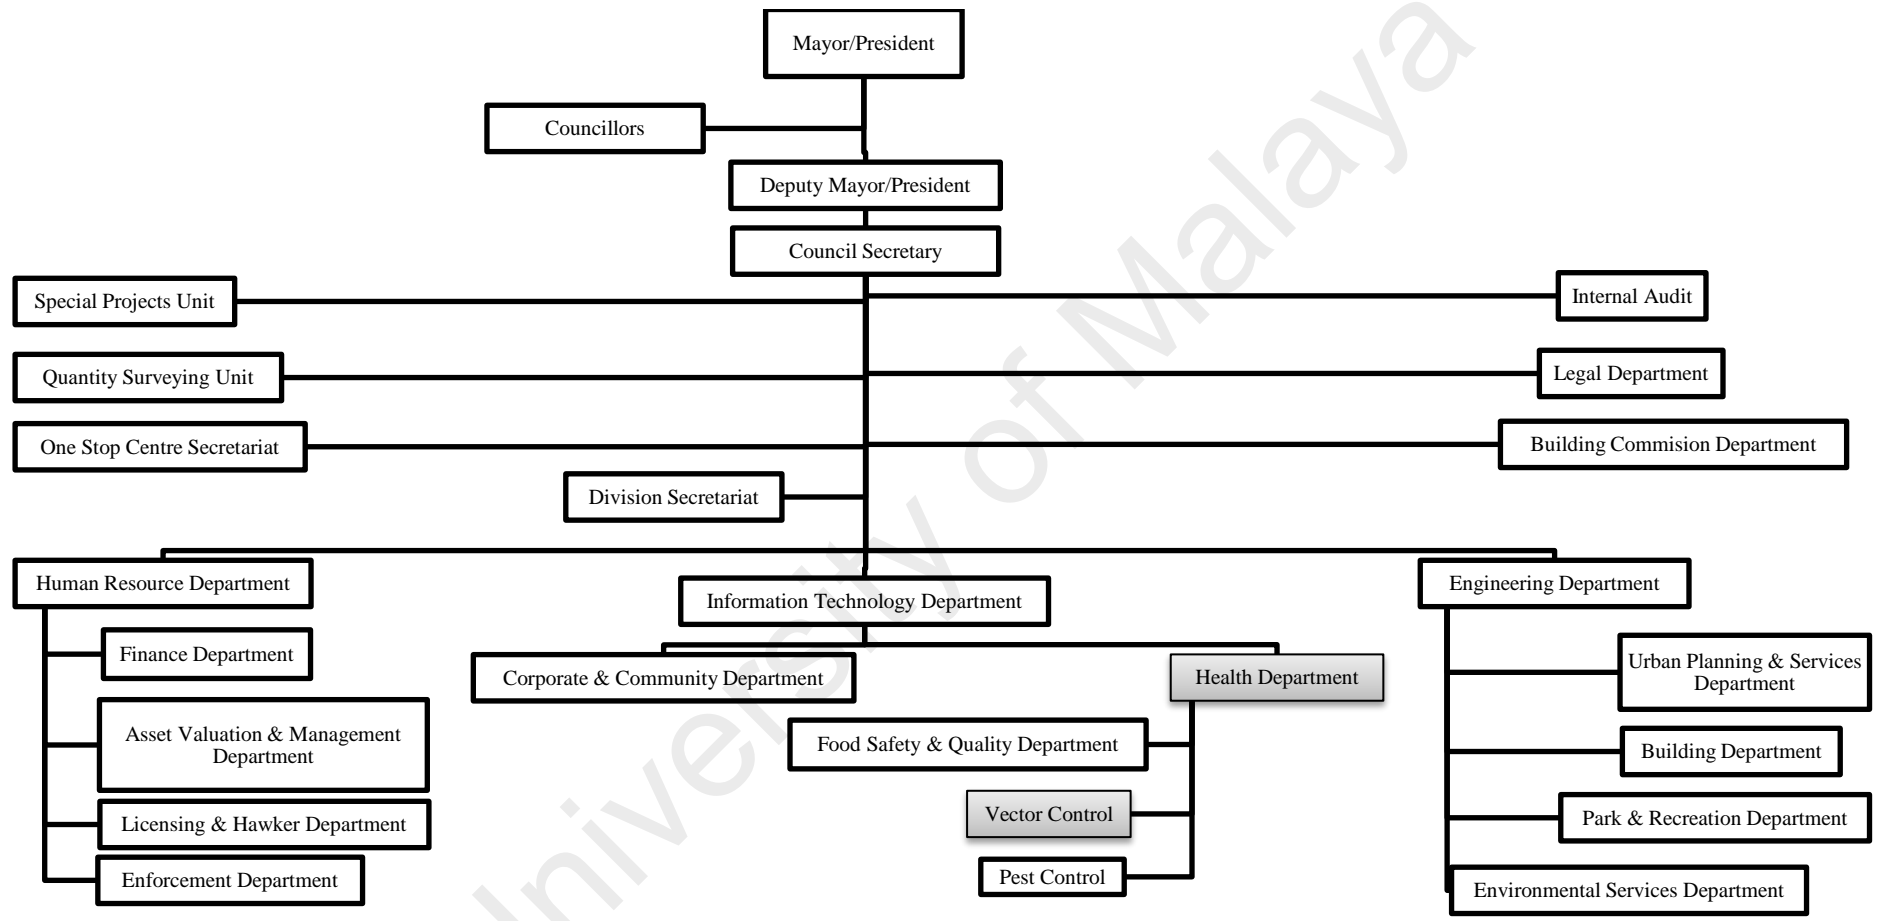 Mayor/President
Councillors
Deputy Mayor/President
Council Secretary
Special Projects Unit
Internal Audit
Quantity Surveying Unit
Legal Department
One Stop Centre Secretariat
Building Commision Department
Division Secretariat
Human Resource Department
Information Technology Department
Engineering Department
Finance Department
Corporate & Community Department
Health Department
Urban Planning & Services
Department
Asset Valuation & Management
Department
Food Safety & Quality Department
Building Department
Licensing & Hawker Department
Vector Control
Park & Recreation Department
Enforcement Department
Pest Control
Environmental Services Department
University of Malaya